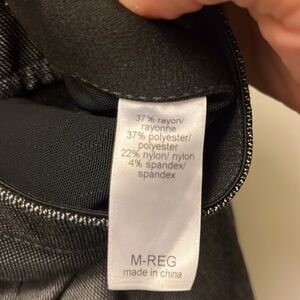 37% rayon/
rayonne
37% polyester/
polyester
22% nylon/ nylon
4% spandex/
spandex
M-REG
made in china